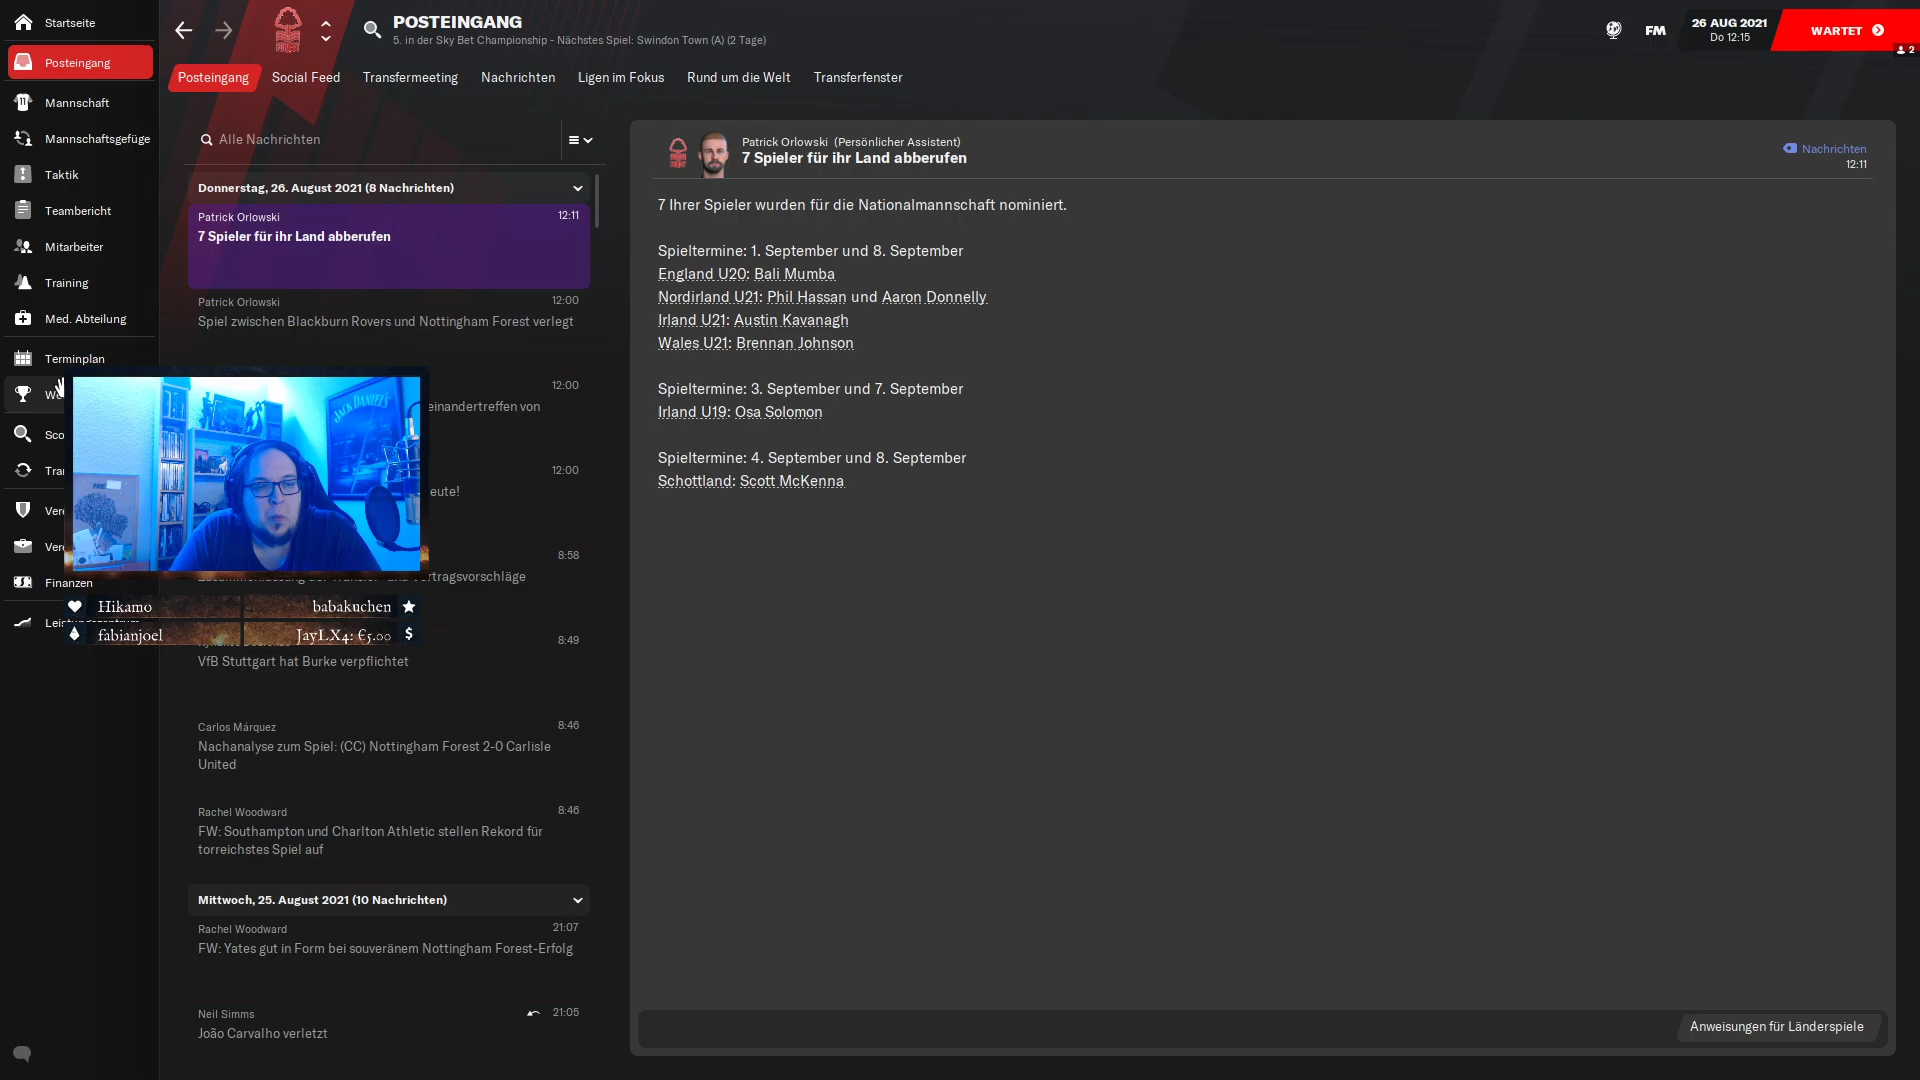 Startseite
Posteingang
Mannschaft
Mannschaftsgefüge
Taktik
Teambericht
Mitarbeiter
Training
Med. Abteilung
Terminplan
Finanzen
POSTEINGANG
5. in der Sky Bet Championship - Nächstes Spiel: Swindon Town (A) (2 Tage)
FM
26 AUG 2021
Do 12:15
WARTET
2
Posteingang
Social Feed
Transfermeeting
Nachrichten
Ligen im Fokus
Rund um die Welt
Transferfenster
Alle Nachrichten
Donnerstag, 26. August 2021 (8 Nachrichten)
Patrick Orlowski 12:11
7 Spieler für ihr Land abberufen
Patrick Orlowski 12:00
Spiel zwischen Blackburn Rovers und Nottingham Forest verlegt
12:00
einandertreffen von
12:00
eute!
8:58
JACK DANIEL'S
Hikamo babakuchen
fabianjoel JayLX4: €5.00 $
8:49
VfB Stuttgart hat Burke verpflichtet
Carlos Márquez 8:46
Nachanalyse zum Spiel: (CC) Nottingham Forest 2-0 Carlisle
United
Rachel Woodward 8:46
FW: Southampton und Charlton Athletic stellen Rekord für
torreichstes Spiel auf
Mittwoch, 25. August 2021 (10 Nachrichten)
Rachel Woodward 21:07
FW: Yates gut in Form bei souveränem Nottingham Forest-Erfolg
Neil Simms 21:05
João Carvalho verletzt
Patrick Orlowski (Persönlicher Assistent)
7 Spieler für ihr Land abberufen
Nachrichten
12:11
7 Ihrer Spieler wurden für die Nationalmannschaft nominiert.
Spieltermine: 1. September und 8. September
England U20: Bali Mumba
Nordirland U21: Phil Hassan und Aaron Donnelly
Irland U21: Austin Kavanagh
Wales U21: Brennan Johnson
Spieltermine: 3. September und 7. September
Irland U19: Osa Solomon
Spieltermine: 4. September und 8. September
Schottland: Scott McKenna
Anweisungen für Länderspiele